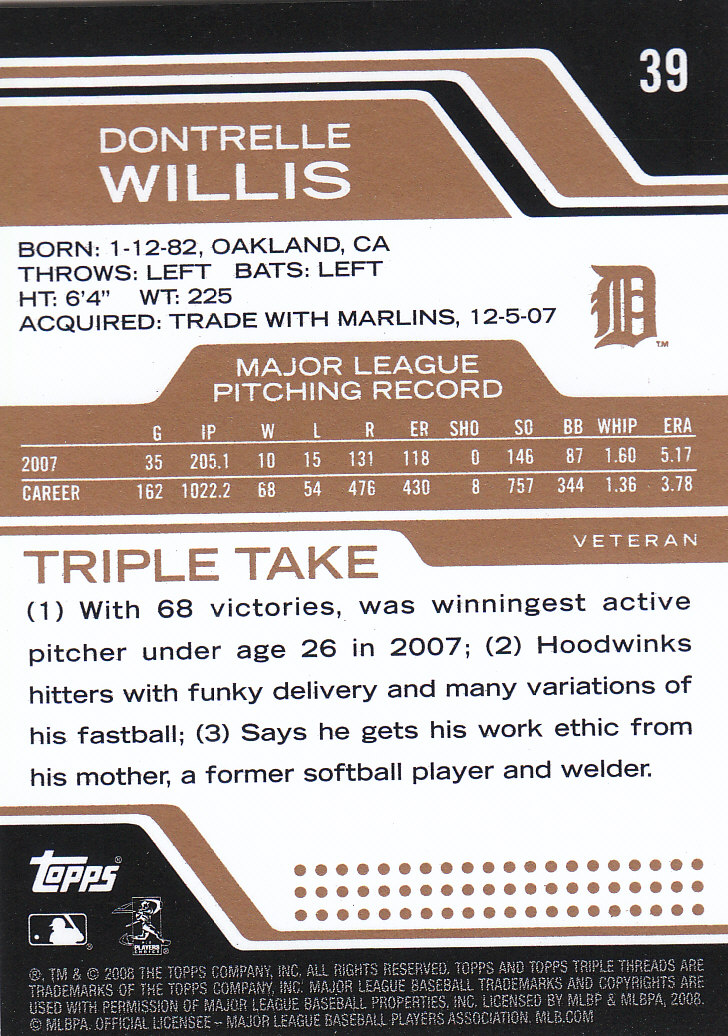 39
DONTRELLE
WILLIS
BORN: 1-12-82, OAKLAND, CA
THROWS: LEFT BATS: LEFT
HT: 6'4" WT: 225
ACQUIRED: TRADE WITH MARLINS, 12-5-07
D
TM
MAJOR LEAGUE
PITCHING RECORD
G IP W L R ER SHO SO BB WHIP ERA
2007 35 205.1 10 15 131 118 0 146 87 1.60 5.17
CAREER 162 1022.2 68 54 476 430 8 757 344 1.36 3.78
VETERAN
TRIPLE TAKE
(1) With 68 victories, was winningest active
pitcher under age 26 in 2007; (2) Hoodwinks
hitters with funky delivery and many variations of
his fastball; (3) Says he gets his work ethic from
his mother, a former softball player and welder.
topps®
PLAYERS
CHOICE
®, TM & © 2008 THE TOPPS COMPANY, INC. ALL RIGHTS RESERVED. TOPPS AND TOPPS TRIPLE THREADS ARE
TRADEMARKS OF THE TOPPS COMPANY, INC. MAJOR LEAGUE BASEBALL TRADEMARKS AND COPYRIGHTS ARE
USED WITH PERMISSION OF MAJOR LEAGUE BASEBALL PROPERTIES, INC. LICENSED BY MLBP & MLBPA, 2008.
© MLBPA. OFFICIAL LICENSEE – MAJOR LEAGUE BASEBALL PLAYERS ASSOCIATION. MLB.COM